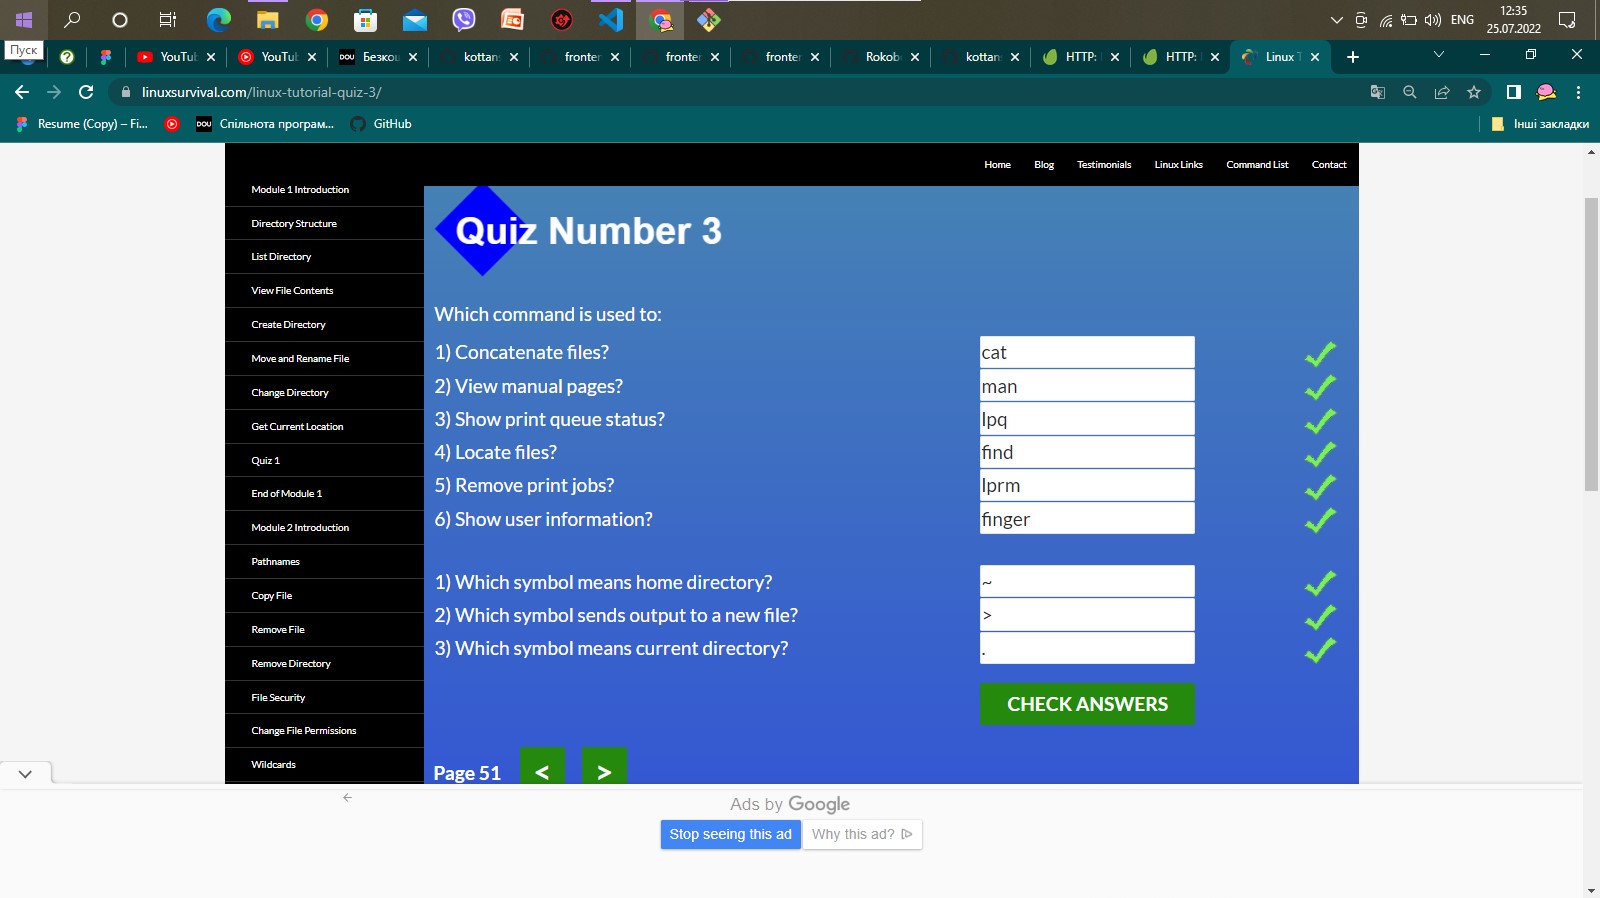 ENG
12:35
25.07.2022
Пуск
YouTu
YouTu
DOU
Безко
kottan
fronte
fronte
fronte
Rokob
kottan
HTTP:
HTTP:
Linux T
linuxsurvival.com/linux-tutorial-quiz-3/
Resume (Copy) – Fi...
DOU
Спільнота програм...
GitHub
Інші закладки
Home
Blog
Testimonials
Linux Links
Command List
Contact
Module 1 Introduction
Directory Structure
List Directory
View File Contents
Create Directory
Move and Rename File
Change Directory
Get Current Location
Quiz 1
End of Module 1
Module 2 Introduction
Pathnames
Copy File
Remove File
Remove Directory
File Security
Change File Permissions
Wildcards
Quiz Number 3
Which command is used to:
1) Concatenate files?
cat
2) View manual pages?
man
3) Show print queue status?
lpq
4) Locate files?
find
5) Remove print jobs?
lprm
6) Show user information?
finger
1) Which symbol means home directory?
~
2) Which symbol sends output to a new file?
>
3) Which symbol means current directory?
.
CHECK ANSWERS
Page 51
<
>
Ads by Google
Stop seeing this ad
Why this ad?